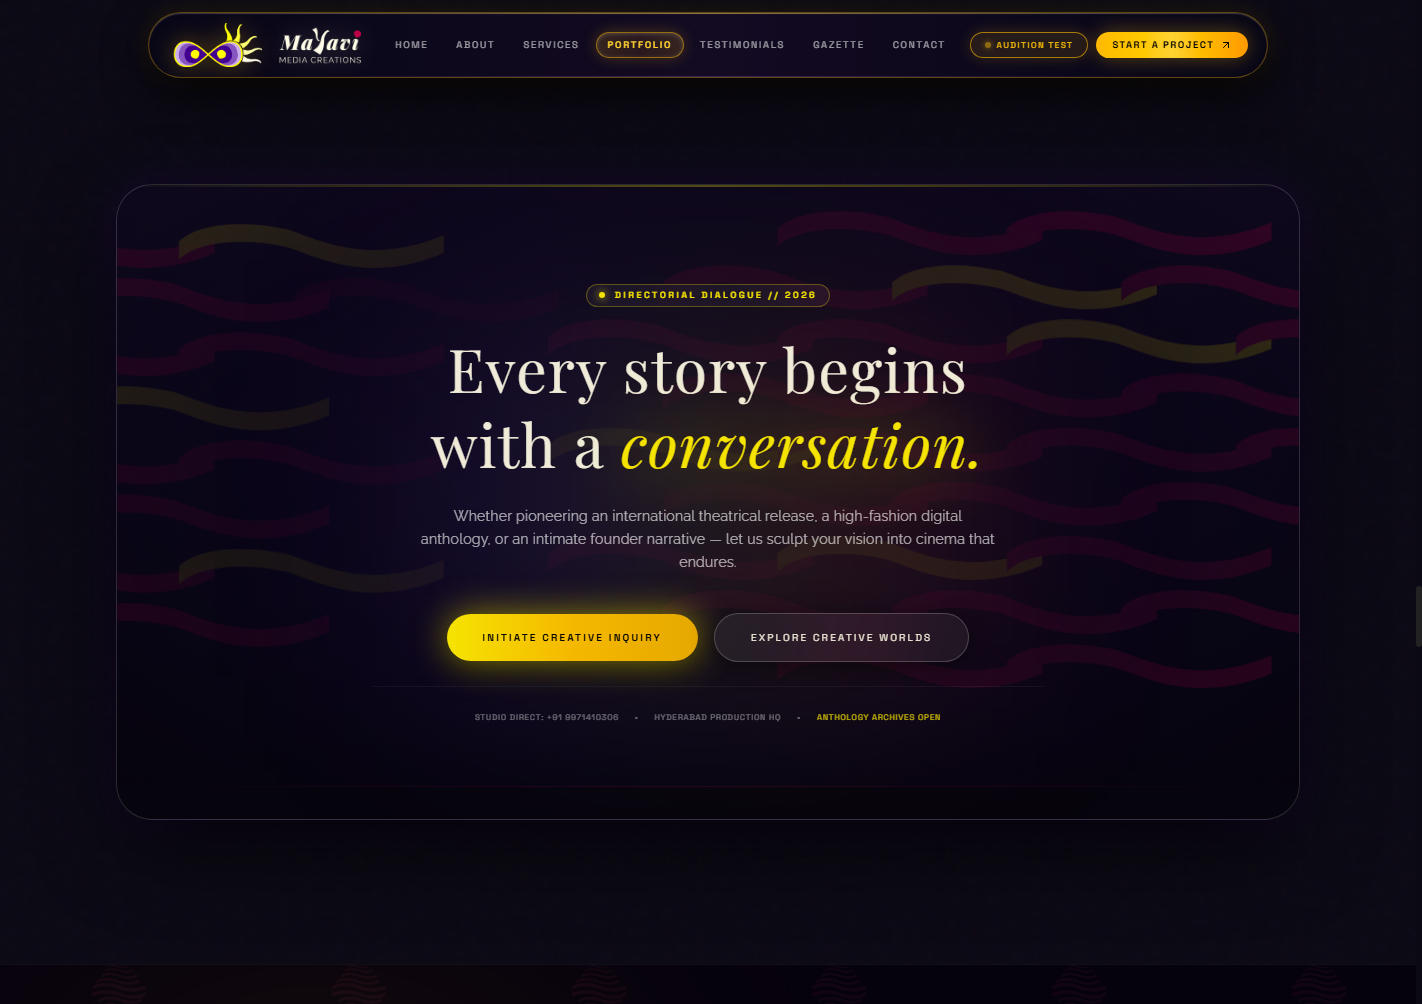 MaYavi
MEDIA CREATIONS
HOME
ABOUT
SERVICES
PORTFOLIO
TESTIMONIALS
GAZETTE
CONTACT
AUDITION TEST
START A PROJECT
DIRECTORIAL DIALOGUE // 2026
Every story begins
with a conversation.
Whether pioneering an international theatrical release, a high-fashion digital
anthology, or an intimate founder narrative — let us sculpt your vision into cinema that
endures.
INITIATE CREATIVE INQUIRY
EXPLORE CREATIVE WORLDS
STUDIO DIRECT: +91 9971410306 • HYDERABAD PRODUCTION HQ • ANTHOLOGY ARCHIVES OPEN